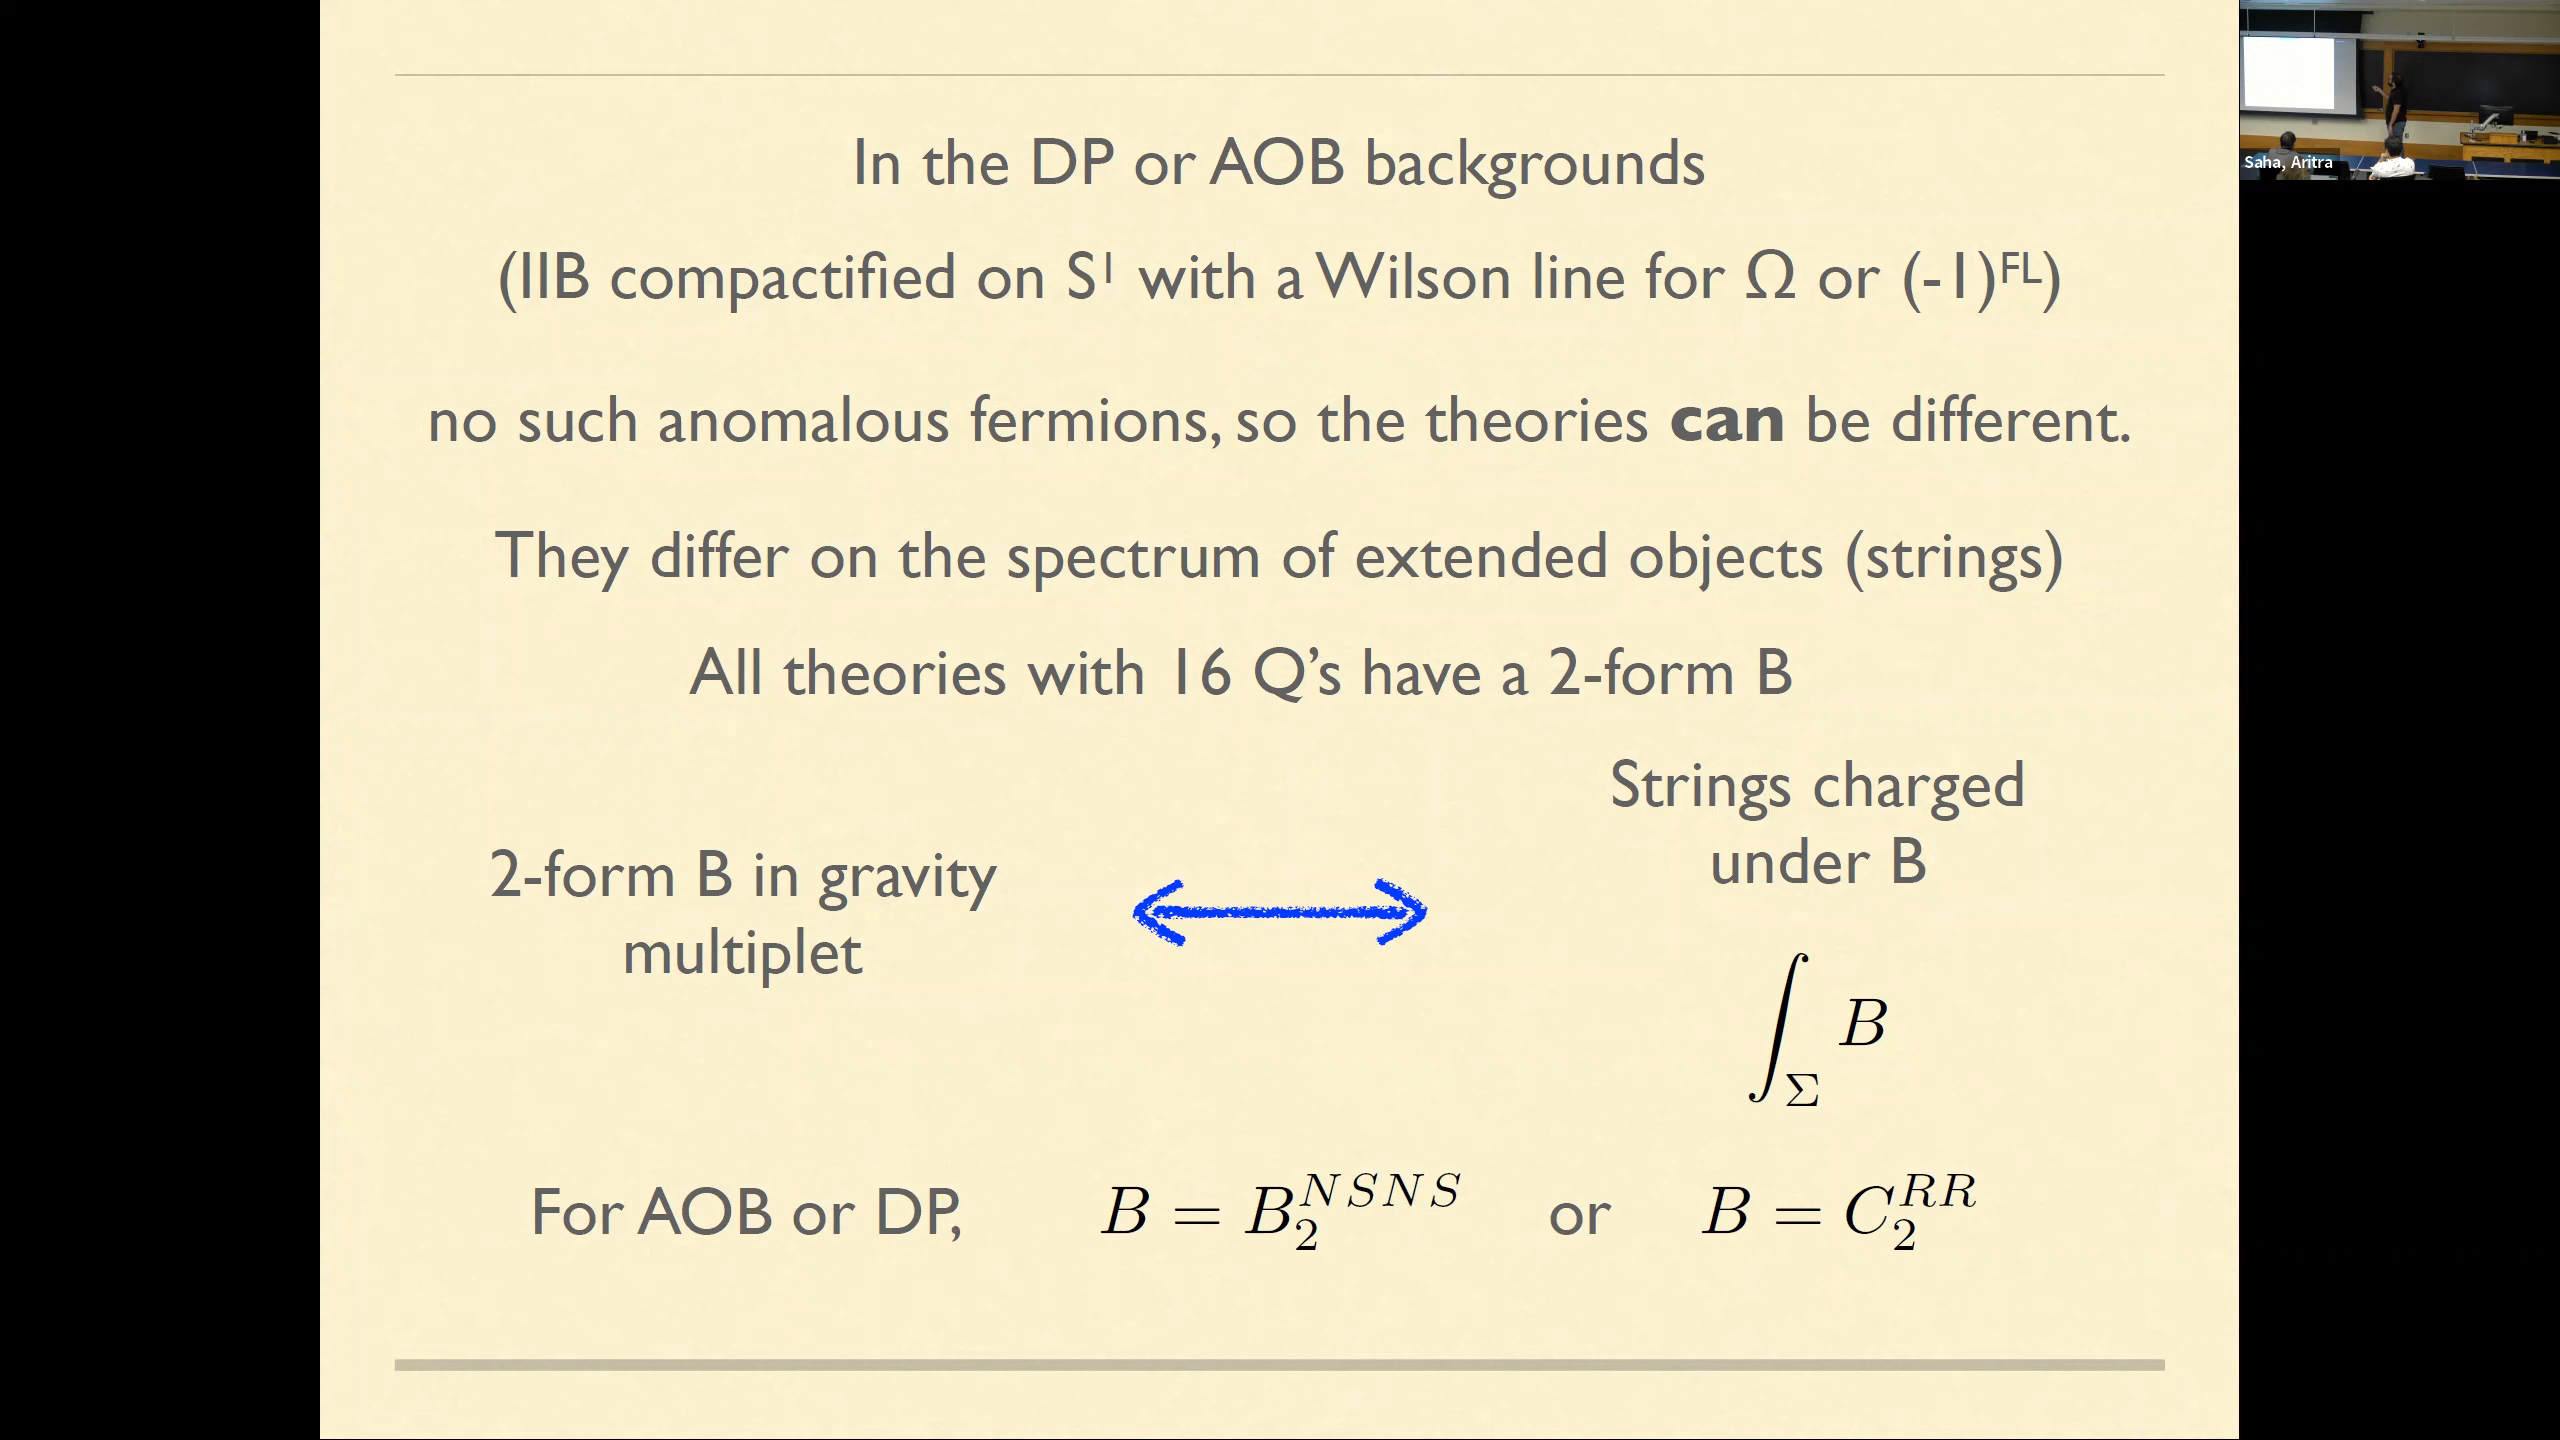 In the DP or AOB backgrounds
(IIB compactified on S¹ with a Wilson line for Ω or (-1)ᶠᴸ)
no such anomalous fermions, so the theories can be different.
They differ on the spectrum of extended objects (strings)
All theories with 16 Q's have a 2-form B
2-form B in gravity
multiplet
Strings charged
under B
∫_Σ B
For AOB or DP, B = B_2^{NSNS} or B = C_2^{RR}
Saha, Aritra